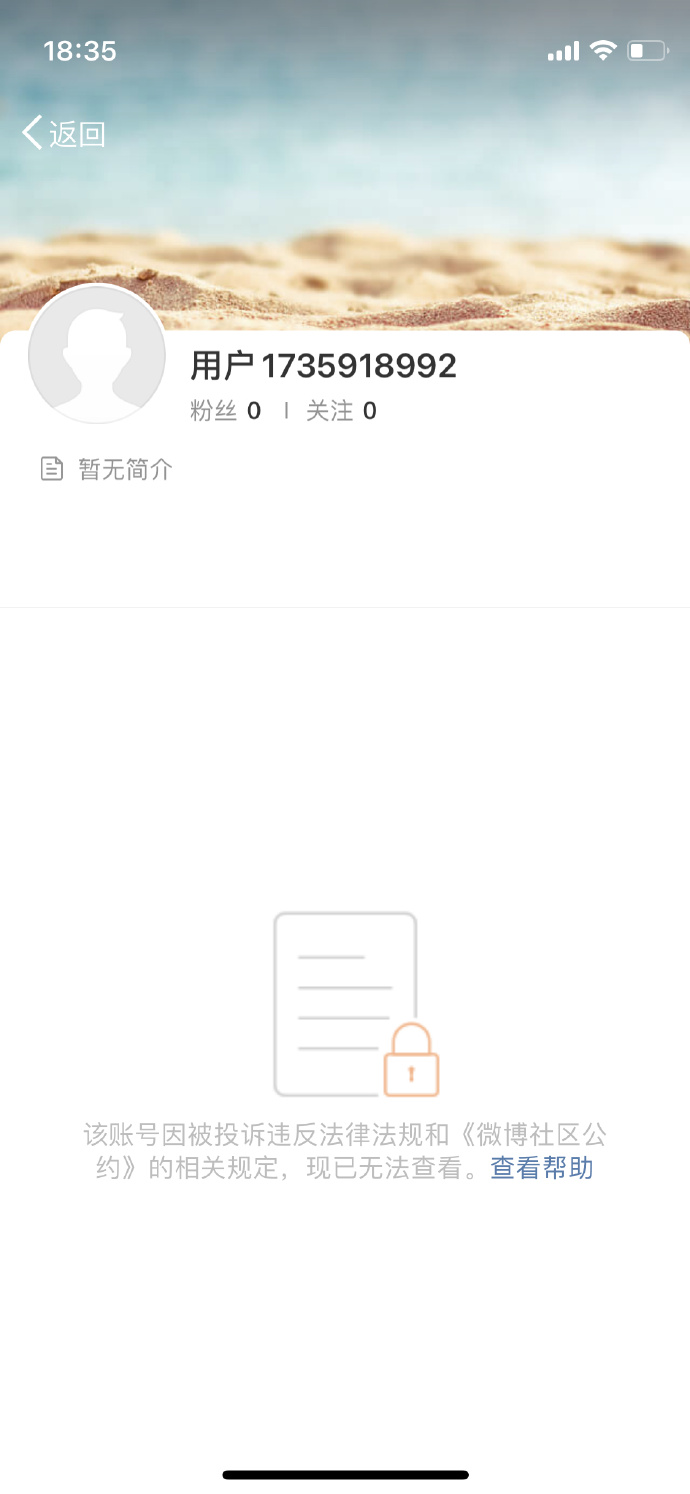 18:35
返回
用户1735918992
粉丝 0 | 关注 0
暂无简介
该账号因被投诉违反法律法规和《微博社区公
约》的相关规定，现已无法查看。查看帮助